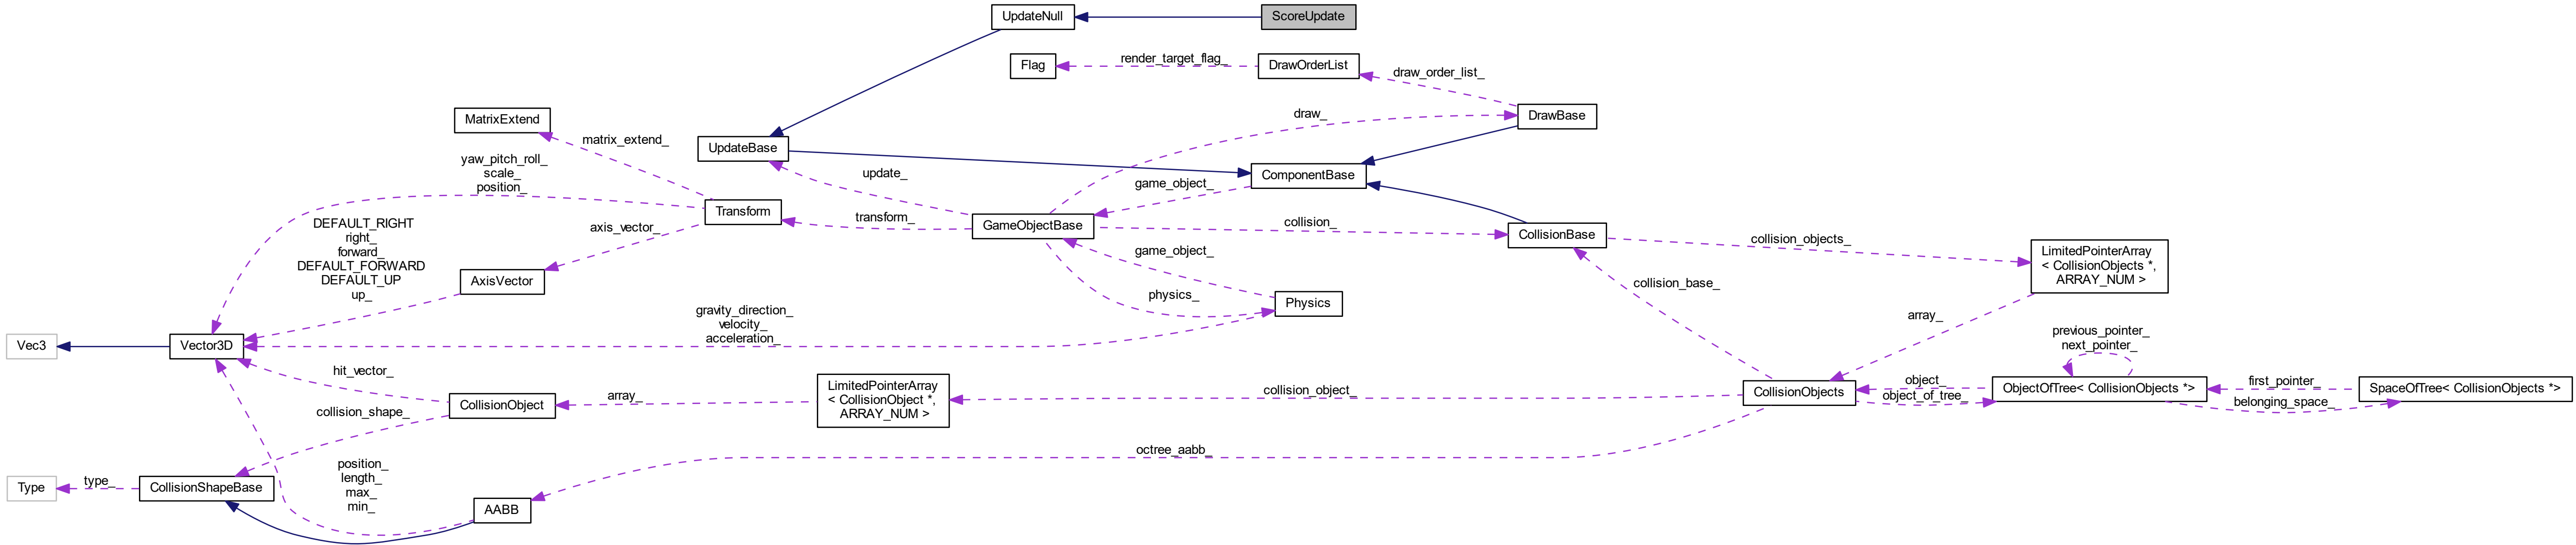 UpdateNull
ScoreUpdate
Flag
render_target_flag_
DrawOrderList
draw_order_list_
MatrixExtend
matrix_extend_
draw_
DrawBase
UpdateBase
yaw_pitch_roll_
scale_
position_
update_
ComponentBase
game_object_
DEFAULT_RIGHT
right_
forward_
DEFAULT_FORWARD
DEFAULT_UP
up_
Transform
axis_vector_
transform_
GameObjectBase
collision_
CollisionBase
collision_objects_
LimitedPointerArray
< CollisionObjects *,
ARRAY_NUM >
AxisVector
game_object_
physics_
Physics
collision_base_
gravity_direction_
velocity_
acceleration_
array_
Vec3
Vector3D
previous_pointer_
next_pointer_
hit_vector_
collision_shape_
CollisionObject
array_
LimitedPointerArray
< CollisionObject *,
ARRAY_NUM >
collision_object_
CollisionObjects
object_
object_of_tree_
ObjectOfTree< CollisionObjects *>
first_pointer_
belonging_space_
SpaceOfTree< CollisionObjects *>
octree_aabb_
Type
type_
CollisionShapeBase
position_
length_
max_
min_
AABB